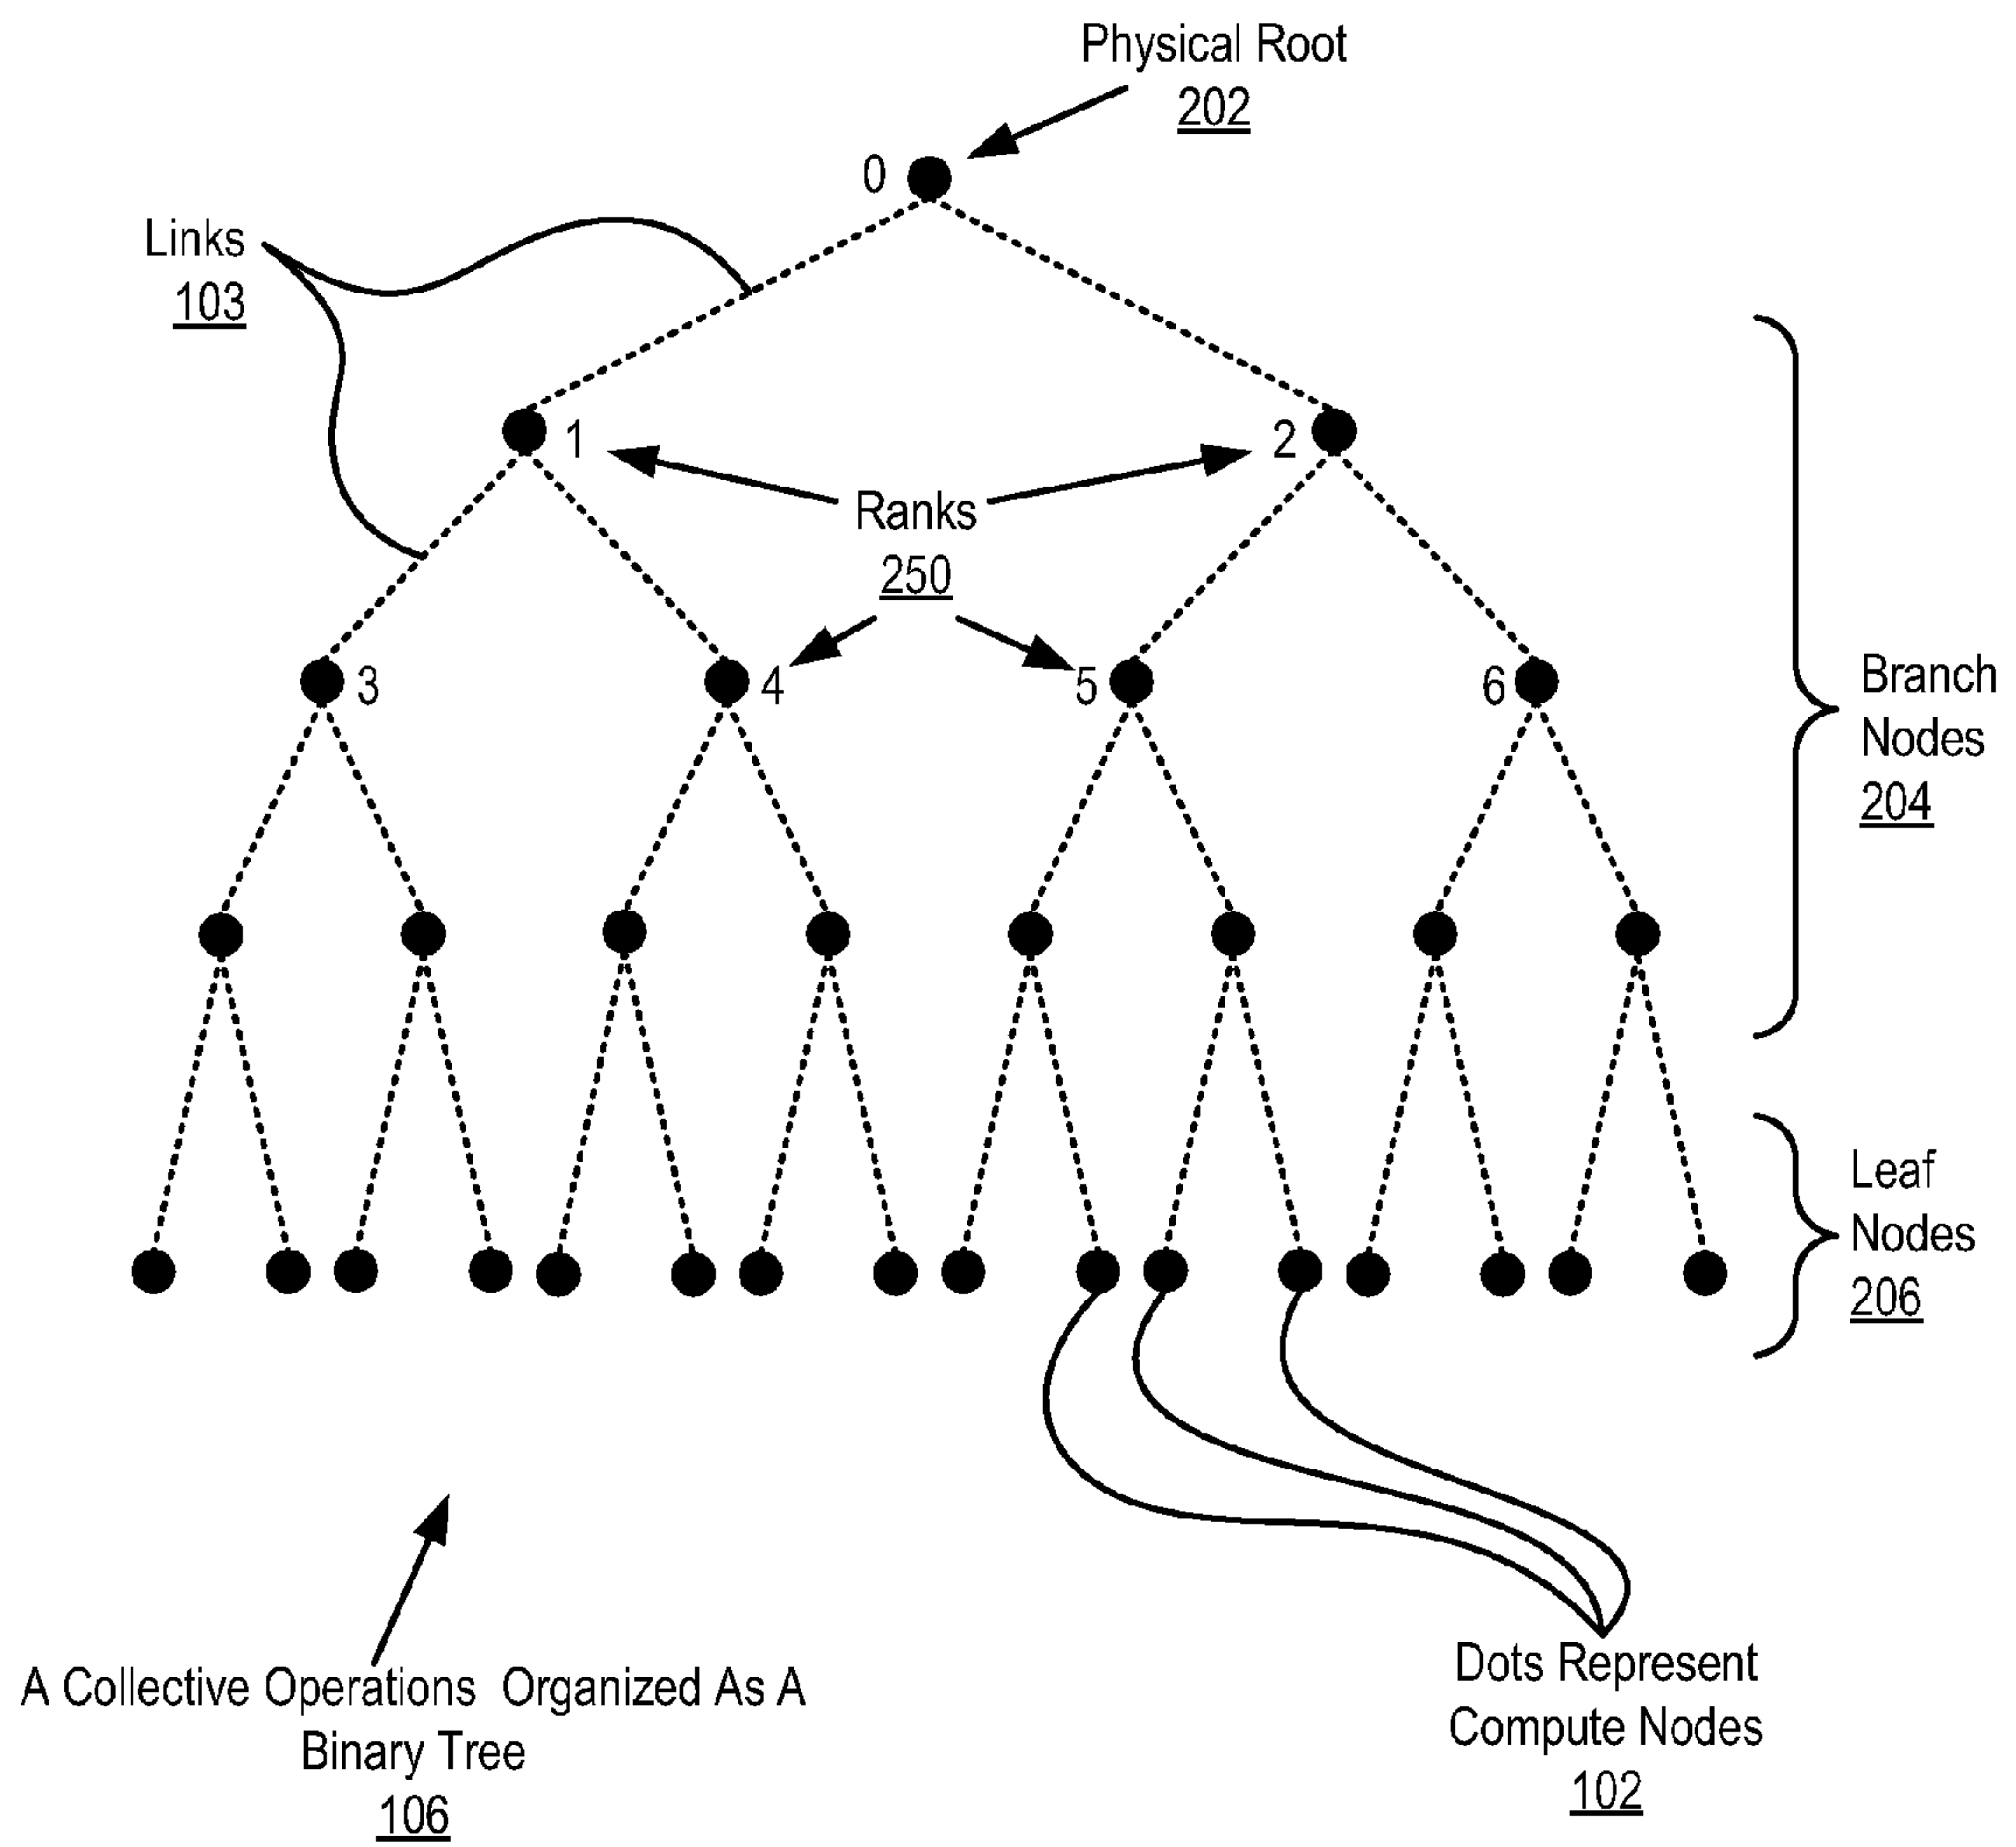 Physical Root
202
0
Links
103
1
2
Ranks
250
3
4
5
6
Branch
Nodes
204
Leaf
Nodes
206
A Collective Operations Organized As A
Binary Tree
106
Dots Represent
Compute Nodes
102